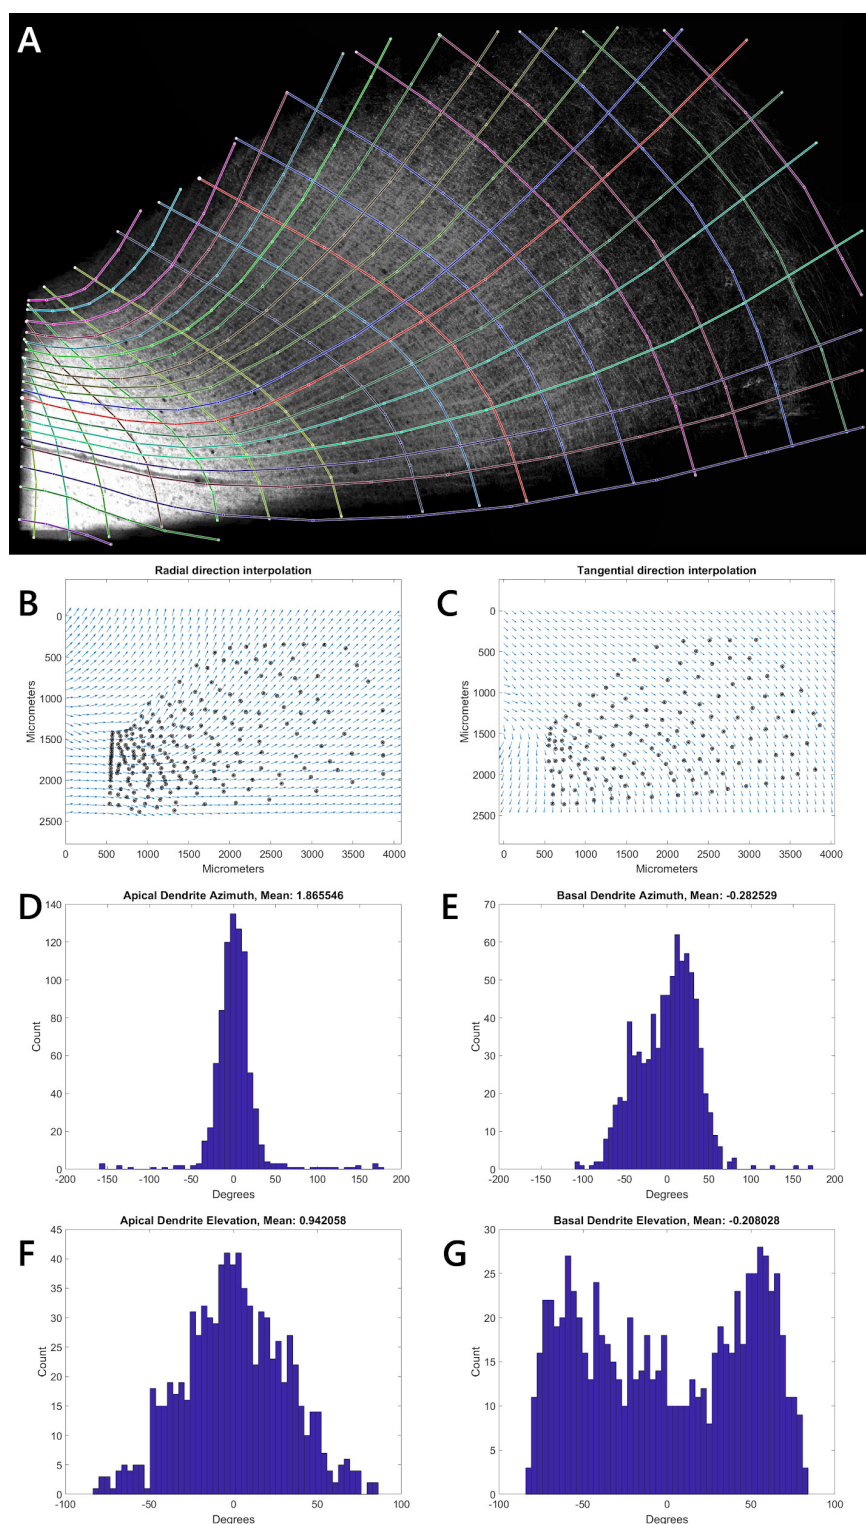 A
B
Radial direction interpolation
Micrometers
0
500
1000
1500
2000
2500
0 500 1000 1500 2000 2500 3000 3500 4000
Micrometers
C
Tangential direction interpolation
Micrometers
0
500
1000
1500
2000
2500
0 500 1000 1500 2000 2500 3000 3500 4000
Micrometers
D
Apical Dendrite Azimuth, Mean: 1.865546
Count
140
120
100
80
60
40
20
0
-200 -150 -100 -50 0 50 100 150 200
Degrees
E
Basal Dendrite Azimuth, Mean: -0.282529
Count
70
60
50
40
30
20
10
0
-200 -150 -100 -50 0 50 100 150 200
Degrees
F
Apical Dendrite Elevation, Mean: 0.942058
Count
45
40
35
30
25
20
15
10
5
0
-100 -50 0 50 100
Degrees
G
Basal Dendrite Elevation, Mean: -0.208028
Count
30
25
20
15
10
5
0
-100 -50 0 50 100
Degrees